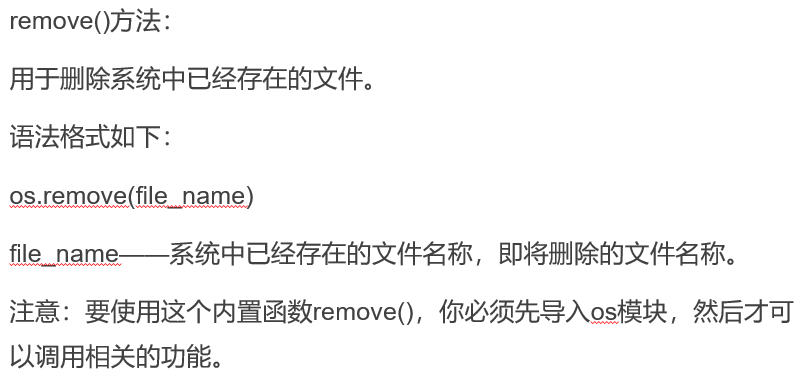 remove()方法：
用于删除系统中已经存在的文件。
语法格式如下：
os.remove(file_name)
file_name——系统中已经存在的文件名称，即将删除的文件名称。
注意：要使用这个内置函数remove()，你必须先导入os模块，然后才可
以调用相关的功能。